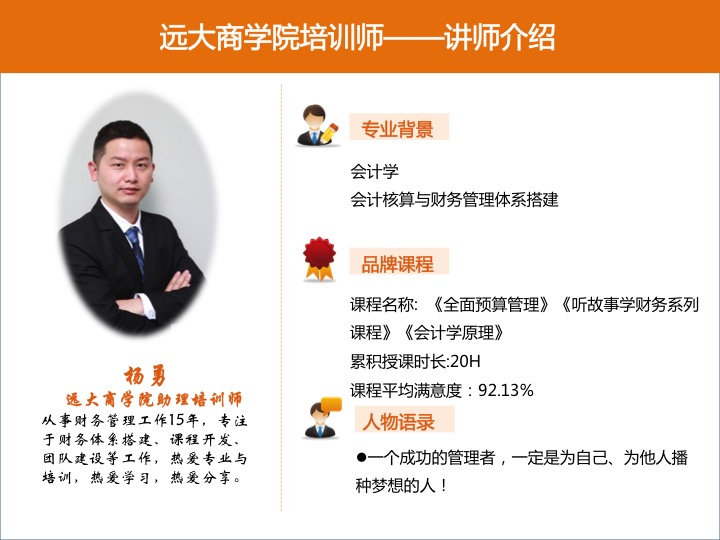 远大商学院培训师——讲师介绍
杨勇
远大商学院助理培训师
从事财务管理工作15年，专注
于财务体系搭建、课程开发、
团队建设等工作，热爱专业与
培训，热爱学习，热爱分享。
专业背景
会计学
会计核算与财务管理体系搭建
品牌课程
课程名称: 《全面预算管理》《听故事学财务系列
课程》《会计学原理》
累积授课时长:20H
课程平均满意度：92.13%
人物语录
●一个成功的管理者，一定是为自己、为他人播
种梦想的人！